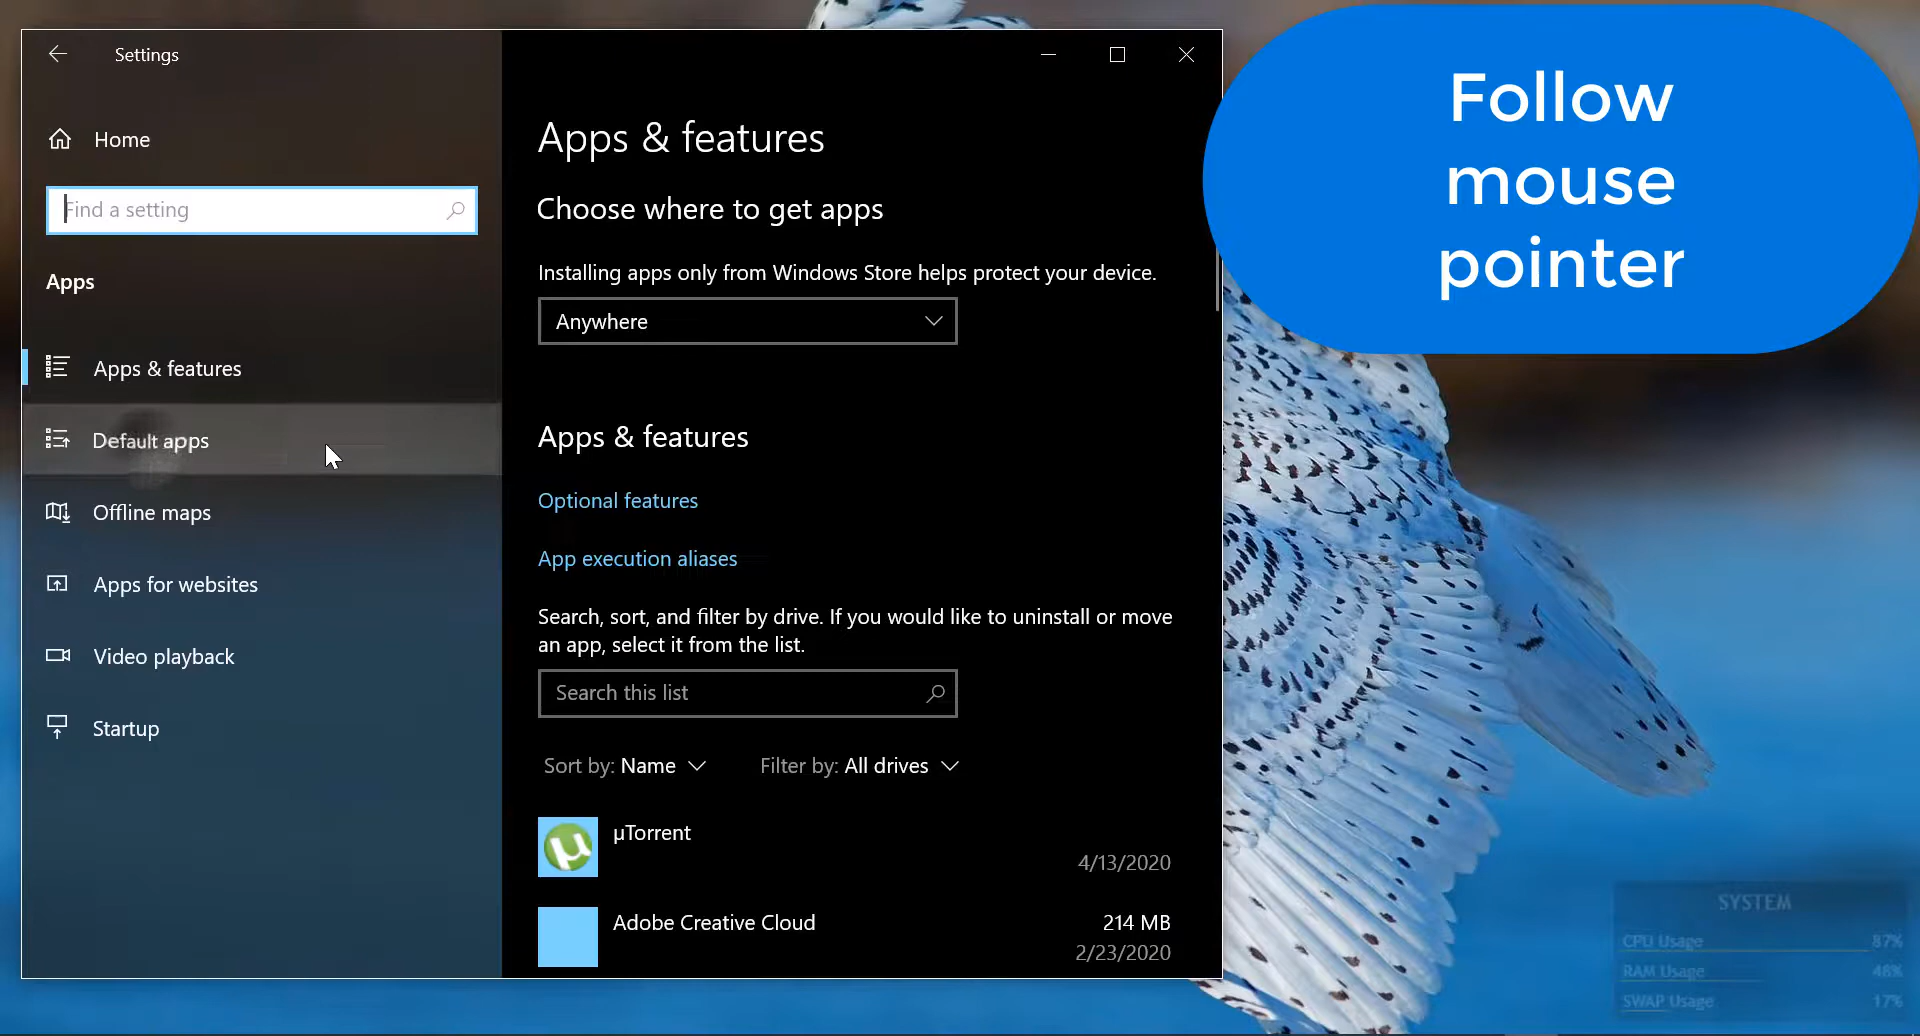 Settings
Home
Find a setting
Apps
Apps & features
Default apps
Offline maps
Apps for websites
Video playback
Startup
Apps & features
Choose where to get apps
Installing apps only from Windows Store helps protect your device.
Anywhere
Apps & features
Optional features
App execution aliases
Search, sort, and filter by drive. If you would like to uninstall or move
an app, select it from the list.
Search this list
Sort by: Name
Filter by: All drives
µTorrent
4/13/2020
Adobe Creative Cloud
214 MB
2/23/2020
Follow
mouse
pointer
SYSTEM
CPU Usage 87%
RAM Usage 46%
SWAP Usage 17%